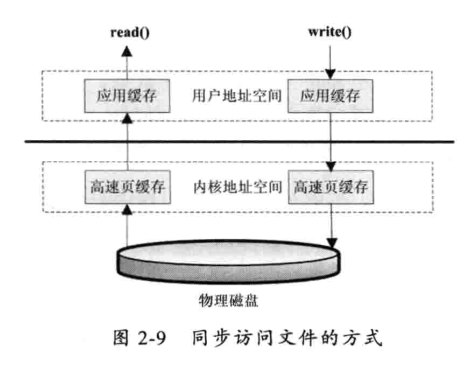 read() write()
应用缓存 用户地址空间 应用缓存
高速页缓存 内核地址空间 高速页缓存
物理磁盘
图 2-9 同步访问文件的方式